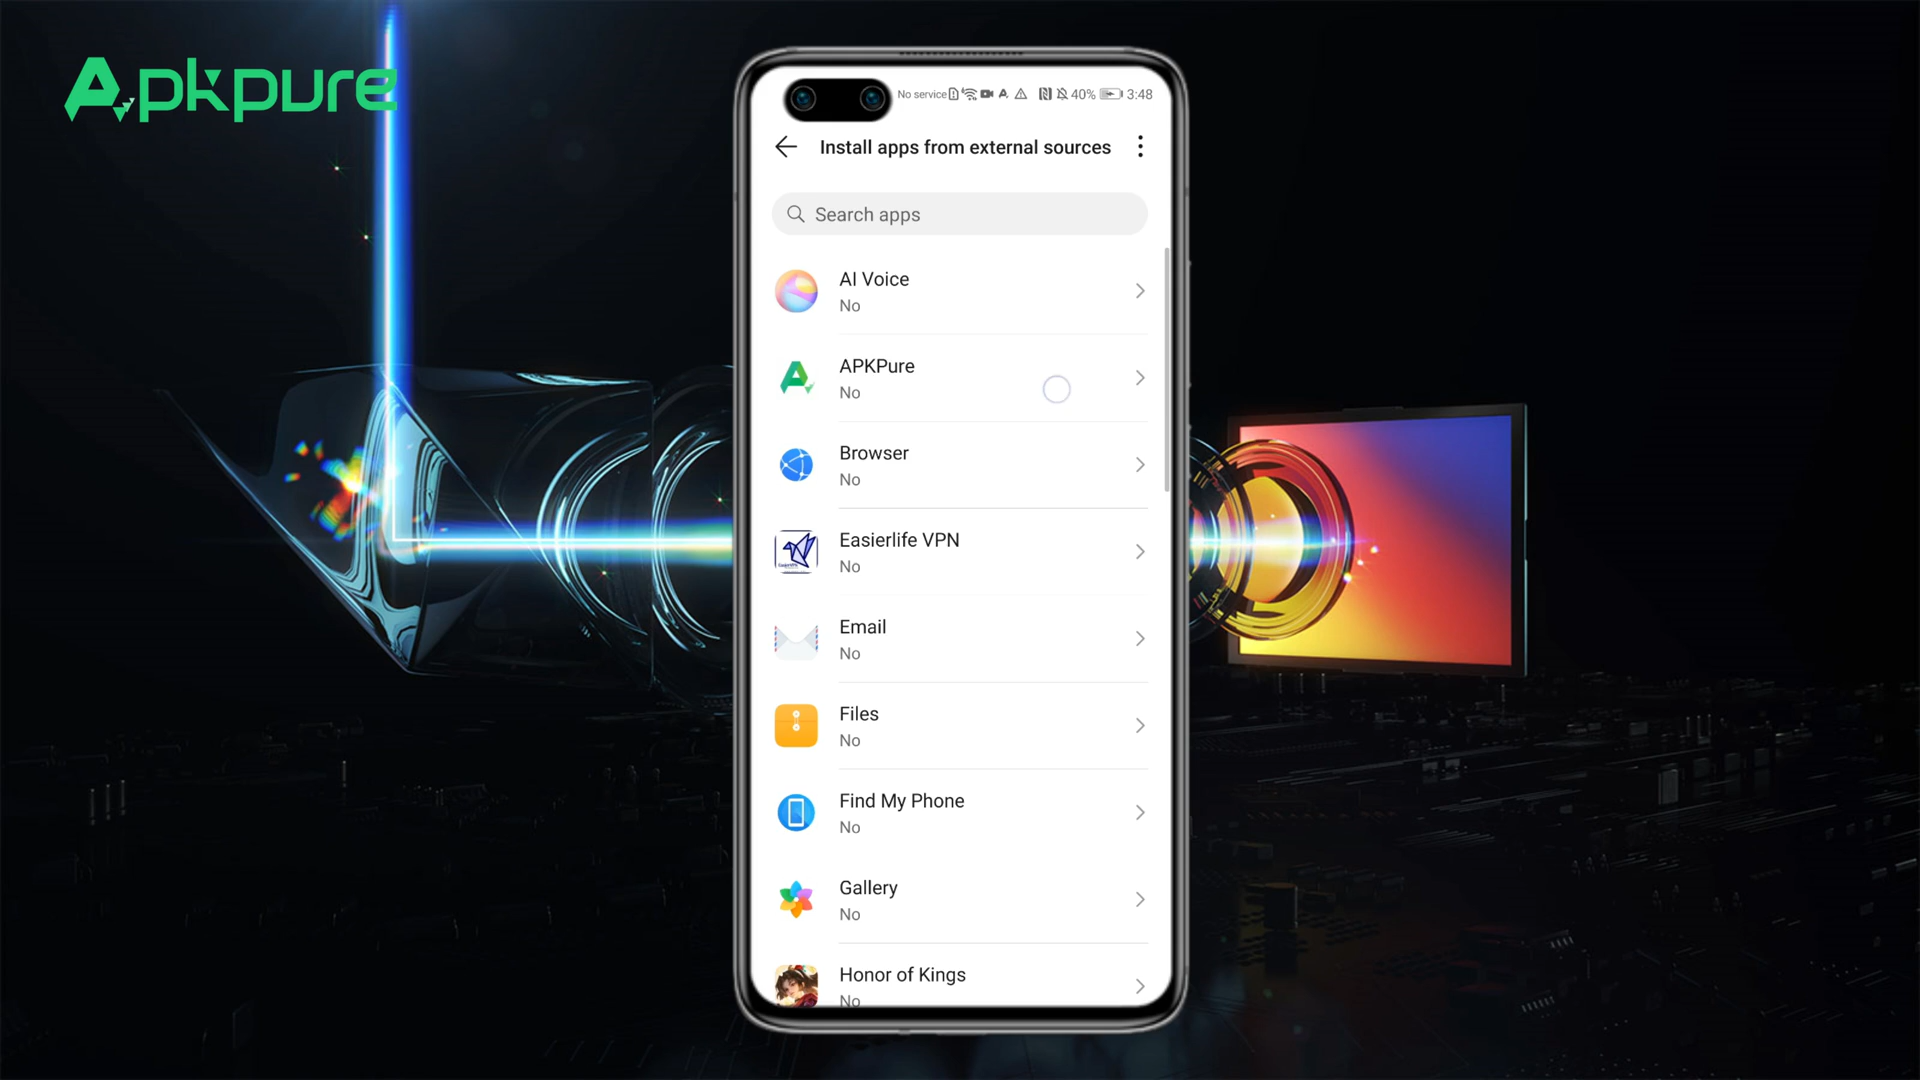 Apkpure
No service 40% 3:48
Install apps from external sources
Search apps
AI Voice
No
APKPure
No
Browser
No
Easierlife VPN
No
Email
No
Files
No
Find My Phone
No
Gallery
No
Honor of Kings
No